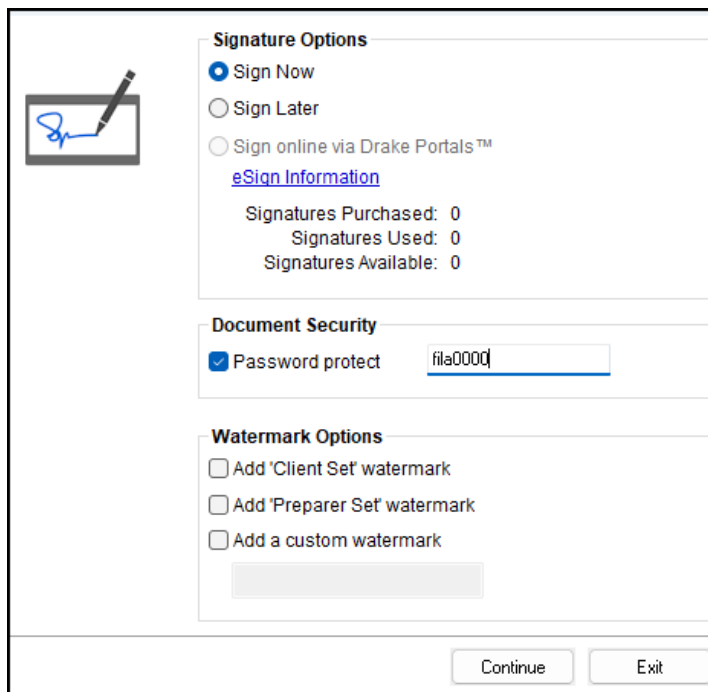 Signature Options
Sign Now
Sign Later
Sign online via Drake Portals™
eSign Information
Signatures Purchased: 0
Signatures Used: 0
Signatures Available: 0
Document Security
Password protect fila0000
Watermark Options
Add 'Client Set' watermark
Add 'Preparer Set' watermark
Add a custom watermark
Continue Exit